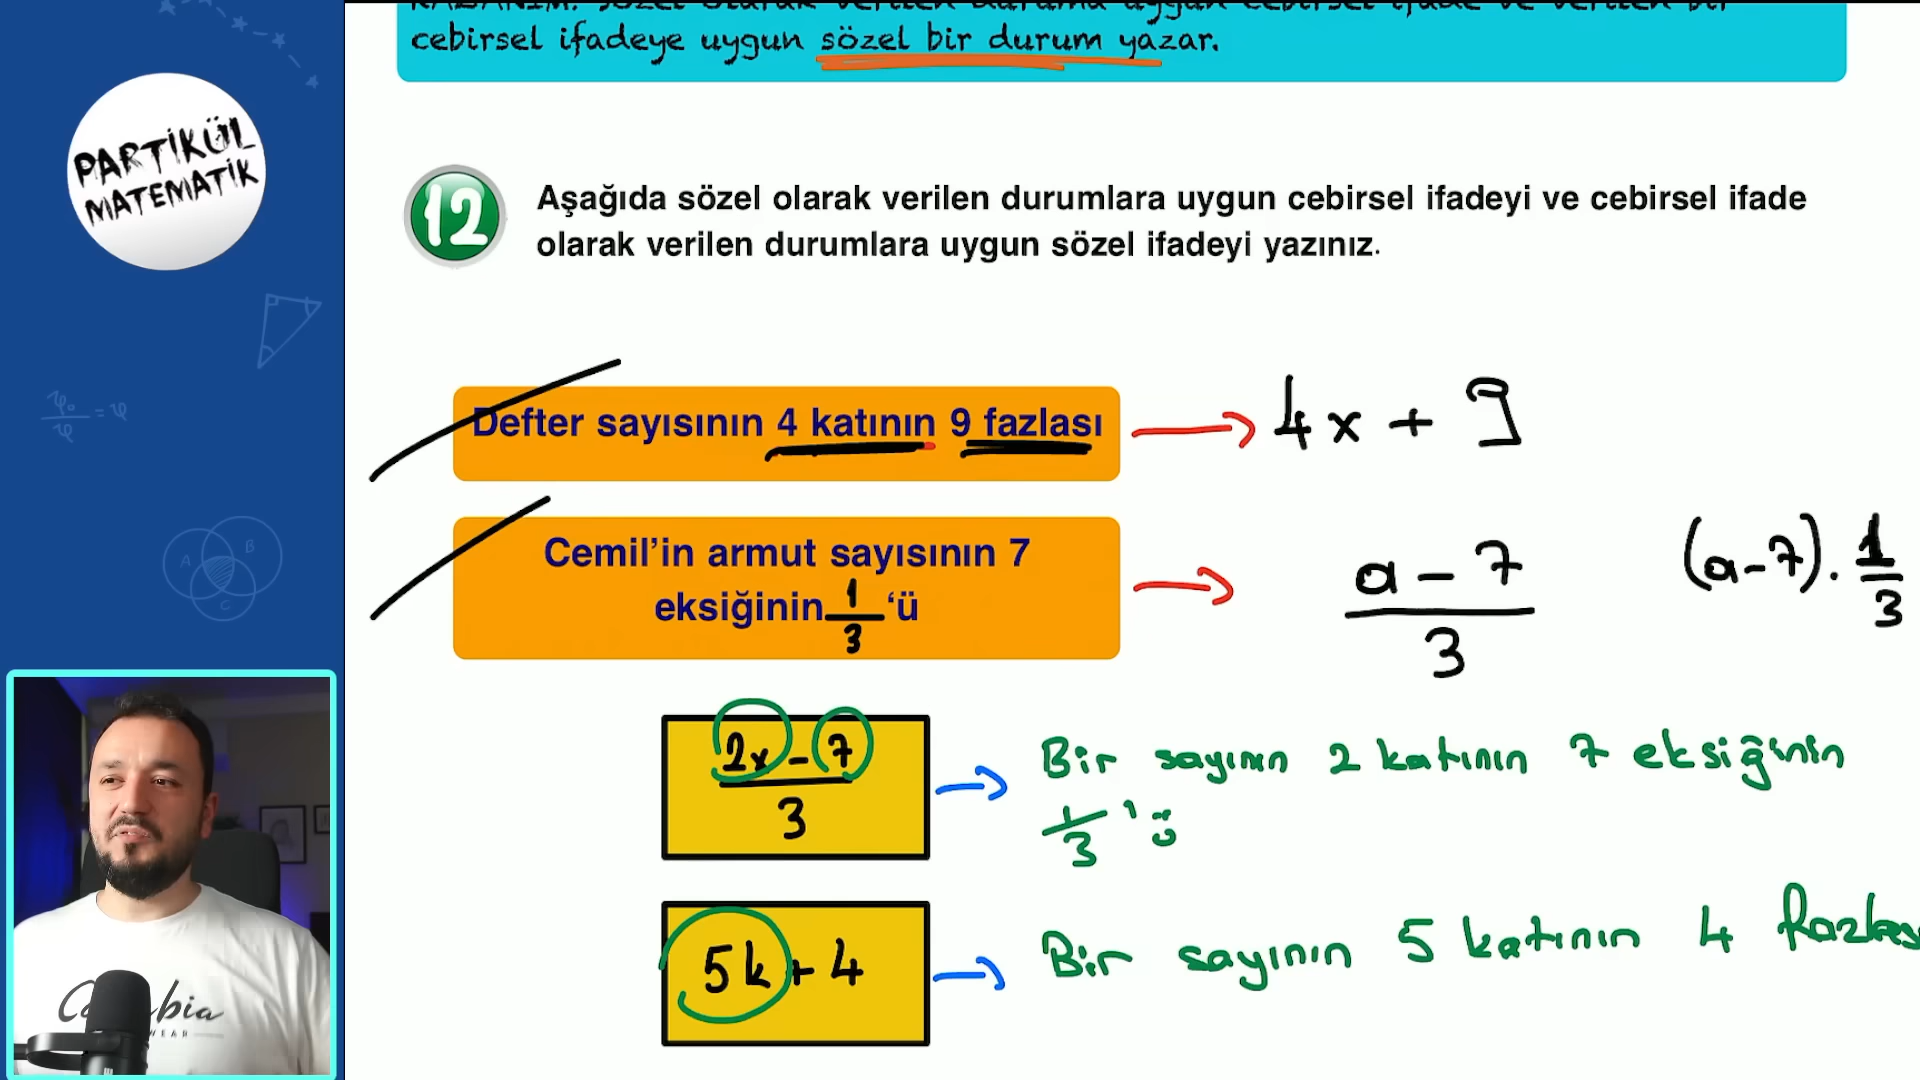 cebirsel ifadeye uygun sözel bir durum yazar.
PARTİKÜL
MATEMATİK
12
Aşağıda sözel olarak verilen durumlara uygun cebirsel ifadeyi ve cebirsel ifade
olarak verilen durumlara uygun sözel ifadeyi yazınız.
Defter sayısının 4 katının 9 fazlası
4x + 9
Cemil'in armut sayısının 7
eksiğinin 1/3 'ü
a - 7
3
(a-7). 1/3
2x - 7
3
Bir sayının 2 katının 7 eksiğinin
1/3 'ü
5k + 4
Bir sayının 5 katının 4
A B
C